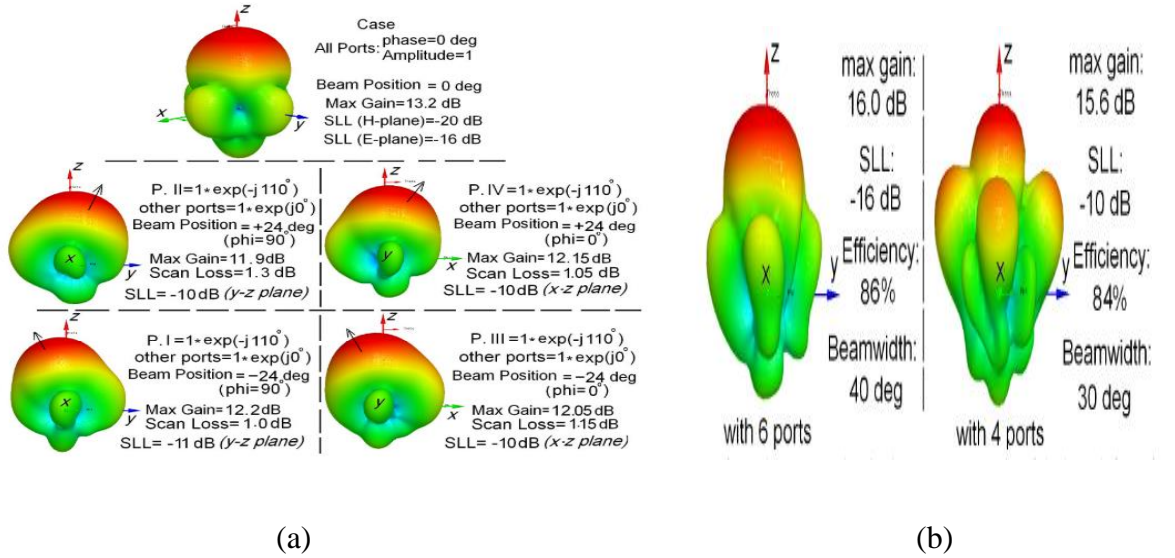 z
Case
All Ports: phase=0 deg
Amplitude=1
x
y
Beam Position = 0 deg
Max Gain=13.2 dB
SLL (H-plane)=-20 dB
SLL (E-plane)=-16 dB
z
P. II=1*exp(-j110°)
other ports=1*exp(j0°)
Beam Position = +24 deg
(phi=90°)
x
y
Max Gain=11.9dB
Scan Loss=1.3 dB
SLL= -10 dB (y-z plane)
z
P. IV=1*exp(-j110°)
other ports=1*exp(j0°)
Beam Position = +24 deg
(phi=0°)
y
x
Max Gain=12.15 dB
Scan Loss=1.05 dB
SLL= -10 dB (x-z plane)
z
P. I=1*exp(-j110°)
other ports=1*exp(j0°)
Beam Position = -24 deg
(phi=90°)
x
y
Max Gain=12.2 dB
Scan Loss=1.0 dB
SLL= -11 dB (y-z plane)
z
P. III=1*exp(-j110°)
other ports=1*exp(j0°)
Beam Position = -24 deg
(phi=0°)
y
x
Max Gain=12.05 dB
Scan Loss=1.15 dB
SLL= -10 dB (x-z plane)
(a)
Z
max gain:
16.0 dB
SLL:
-16 dB
X
y
Efficiency:
86%
Beamwidth:
40 deg
with 6 ports
Z
max gain:
15.6 dB
SLL:
-10 dB
X
y
Efficiency:
84%
Beamwidth:
30 deg
with 4 ports
(b)